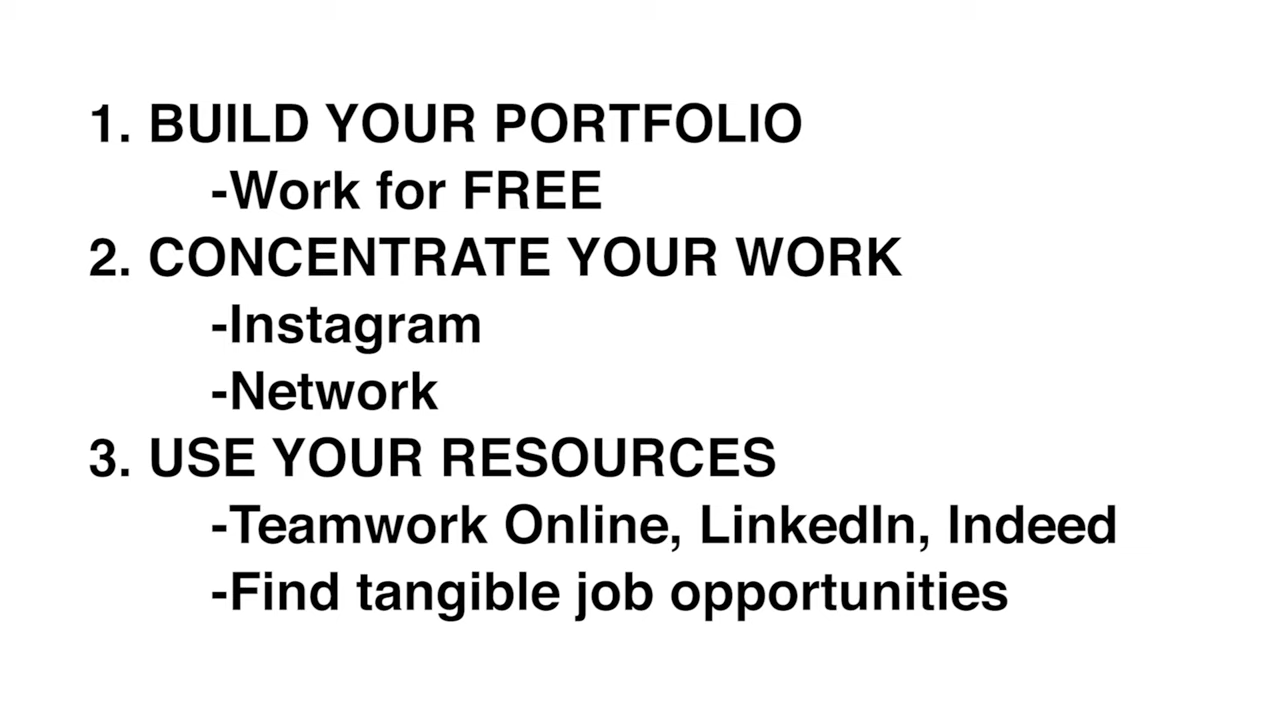 1. BUILD YOUR PORTFOLIO
-Work for FREE
2. CONCENTRATE YOUR WORK
-Instagram
-Network
3. USE YOUR RESOURCES
-Teamwork Online, LinkedIn, Indeed
-Find tangible job opportunities